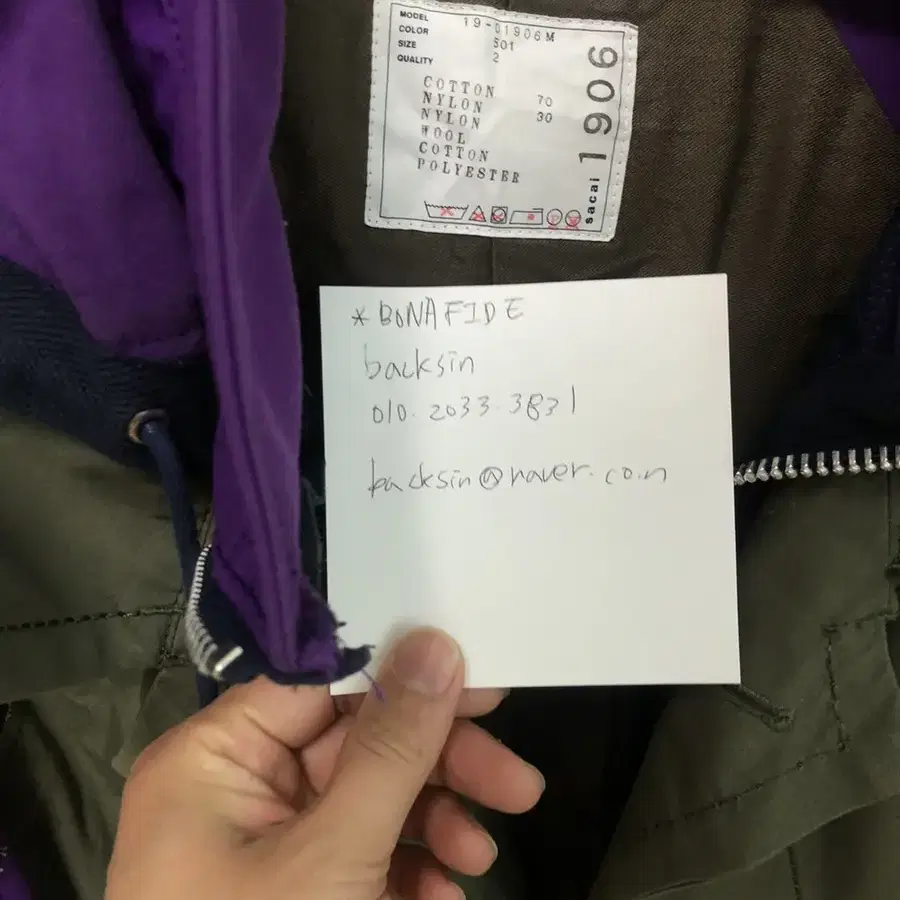 MODEL 19-01906M
COLOR 501
SIZE 2
QUALITY
COTTON 70
NYLON 30
NYLON
WOOL
COTTON
POLYESTER
sacai 1906
*BONAFIDE
backsin
010.2033.3831
backsin@naver.com